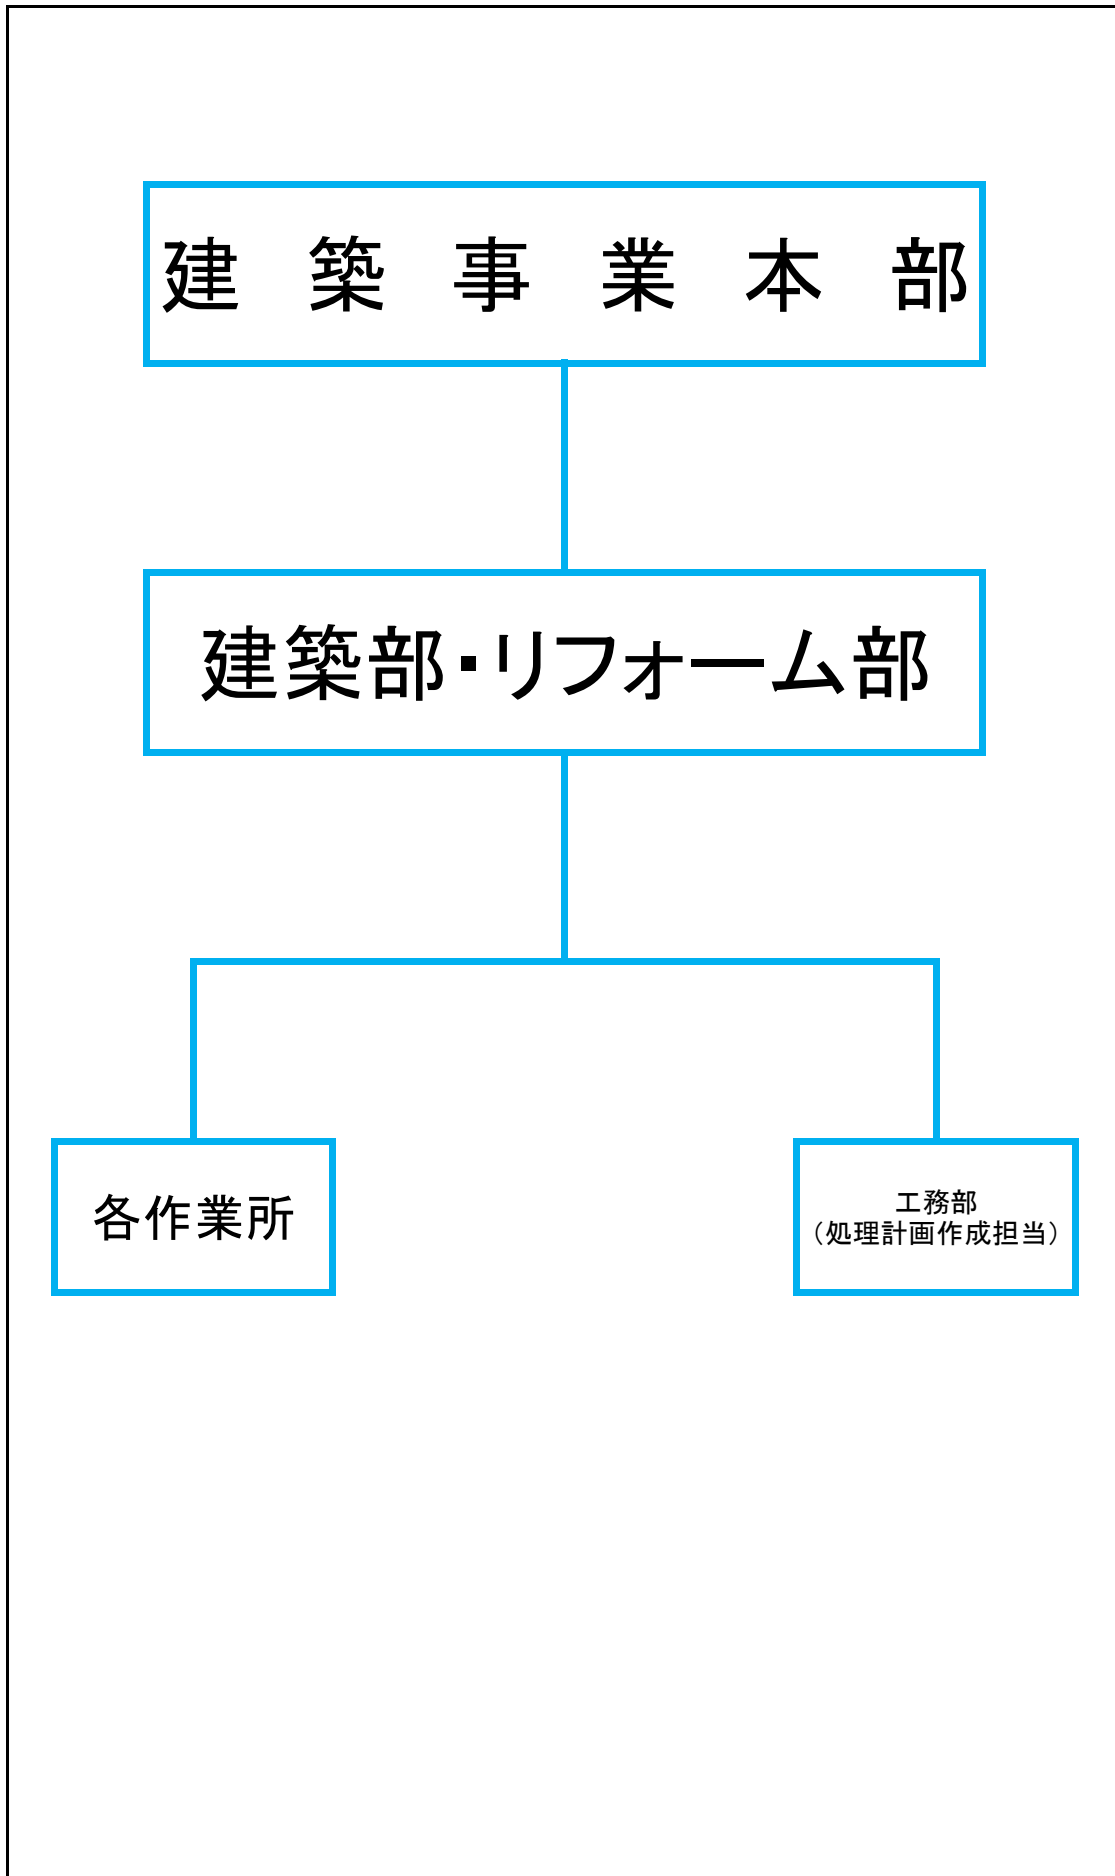 建　築　事　業　本　部
建築部・リフォーム部
各作業所
工務部
（処理計画作成担当）